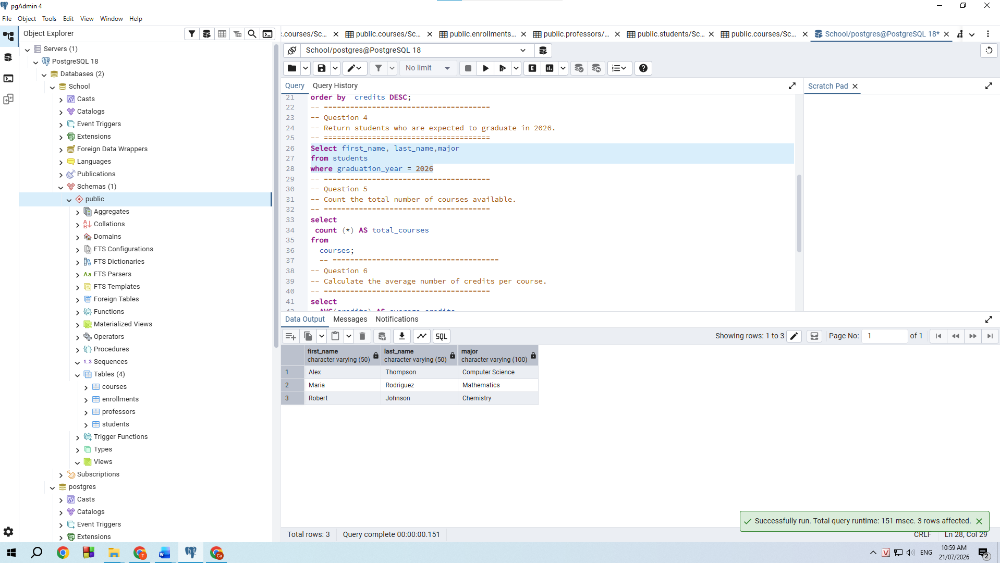 pgAdmin 4
File Object Tools Edit View Window Help
Object Explorer
Servers (1)
PostgreSQL 18
Databases (2)
School
Casts
Catalogs
Event Triggers
Extensions
Foreign Data Wrappers
Languages
Publications
Schemas (1)
public
Aggregates
Collations
Domains
FTS Configurations
FTS Dictionaries
FTS Parsers
FTS Templates
Foreign Tables
Functions
Materialized Views
Operators
Procedures
Sequences
Tables (4)
courses
enrollments
professors
students
Trigger Functions
Types
Views
Subscriptions
postgres
Casts
Catalogs
Event Triggers
Extensions
c.courses/Sc... public.courses/Sc... public.enrollments... public.professors/... public.students/Sc... public.courses/Sc... School/postgres@PostgreSQL 18*
School/postgres@PostgreSQL 18
No limit
Query Query History
Scratch Pad
21 order by  credits DESC;
22 -- ======================================
23 -- Question 4
24 -- Return students who are expected to graduate in 2026.
25 -- ======================================
26 Select first_name, last_name,major
27 from students
28 where graduation_year = 2026
29 -- ======================================
30 -- Question 5
31 -- Count the total number of courses available.
32 -- ======================================
33 select
34  count (*) AS total_courses
35 from
36   courses;
37   -- ======================================
38 -- Question 6
39 -- Calculate the average number of credits per course.
40 -- ======================================
41 select
42   AVG(credits) AS average_credits
Data Output Messages Notifications
SQL
Showing rows: 1 to 3 Page No: 1 of 1
first_name last_name major
character varying (50) character varying (50) character varying (100)
1 Alex Thompson Computer Science
2 Maria Rodriguez Mathematics
3 Robert Johnson Chemistry
Successfully run. Total query runtime: 151 msec. 3 rows affected.
Total rows: 3 Query complete 00:00:00.151 CRLF Ln 28, Col 29
ENG
10:59 AM
21/07/2026
2